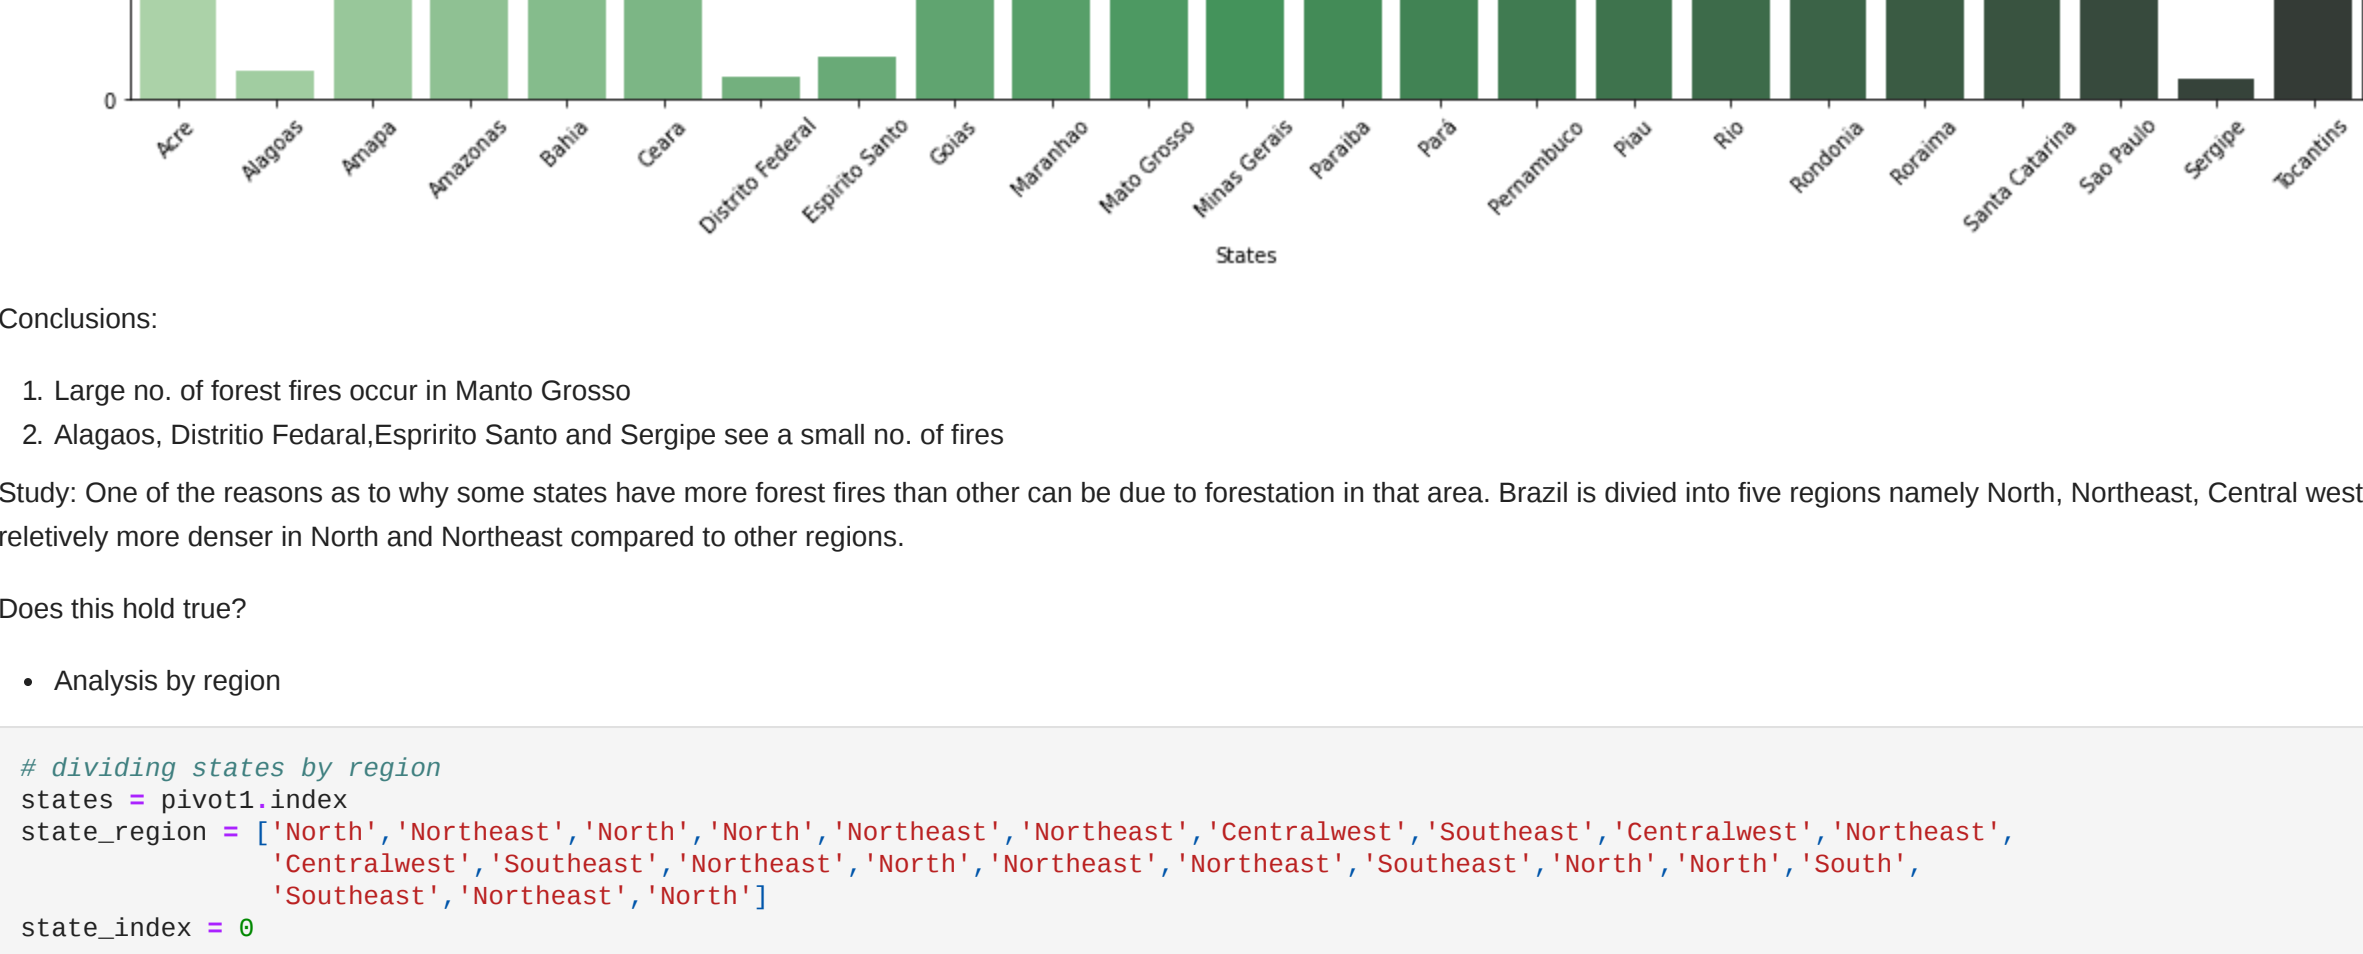 0
Acre
Alagoas
Amapa
Amazonas
Bahia
Ceara
Distrito Federal
Espirito Santo
Goias
Maranhao
Mato Grosso
Minas Gerais
Paraiba
Pará
Pernambuco
Piau
Rio
Rondonia
Roraima
Santa Catarina
Sao Paulo
Sergipe
Tocantins
States
Conclusions:
1. Large no. of forest fires occur in Manto Grosso
2. Alagaos, Distritio Fedaral,Espririto Santo and Sergipe see a small no. of fires
Study: One of the reasons as to why some states have more forest fires than other can be due to forestation in that area. Brazil is divied into five regions namely North, Northeast, Central west
reletively more denser in North and Northeast compared to other regions.
Does this hold true?
• Analysis by region
# dividing states by region
states = pivot1.index
state_region = ['North','Northeast','North','North','Northeast','Northeast','Centralwest','Southeast','Centralwest','Northeast',
'Centralwest','Southeast','Northeast','North','Northeast','Northeast','Southeast','North','North','South',
'Southeast','Northeast','North']
state_index = 0